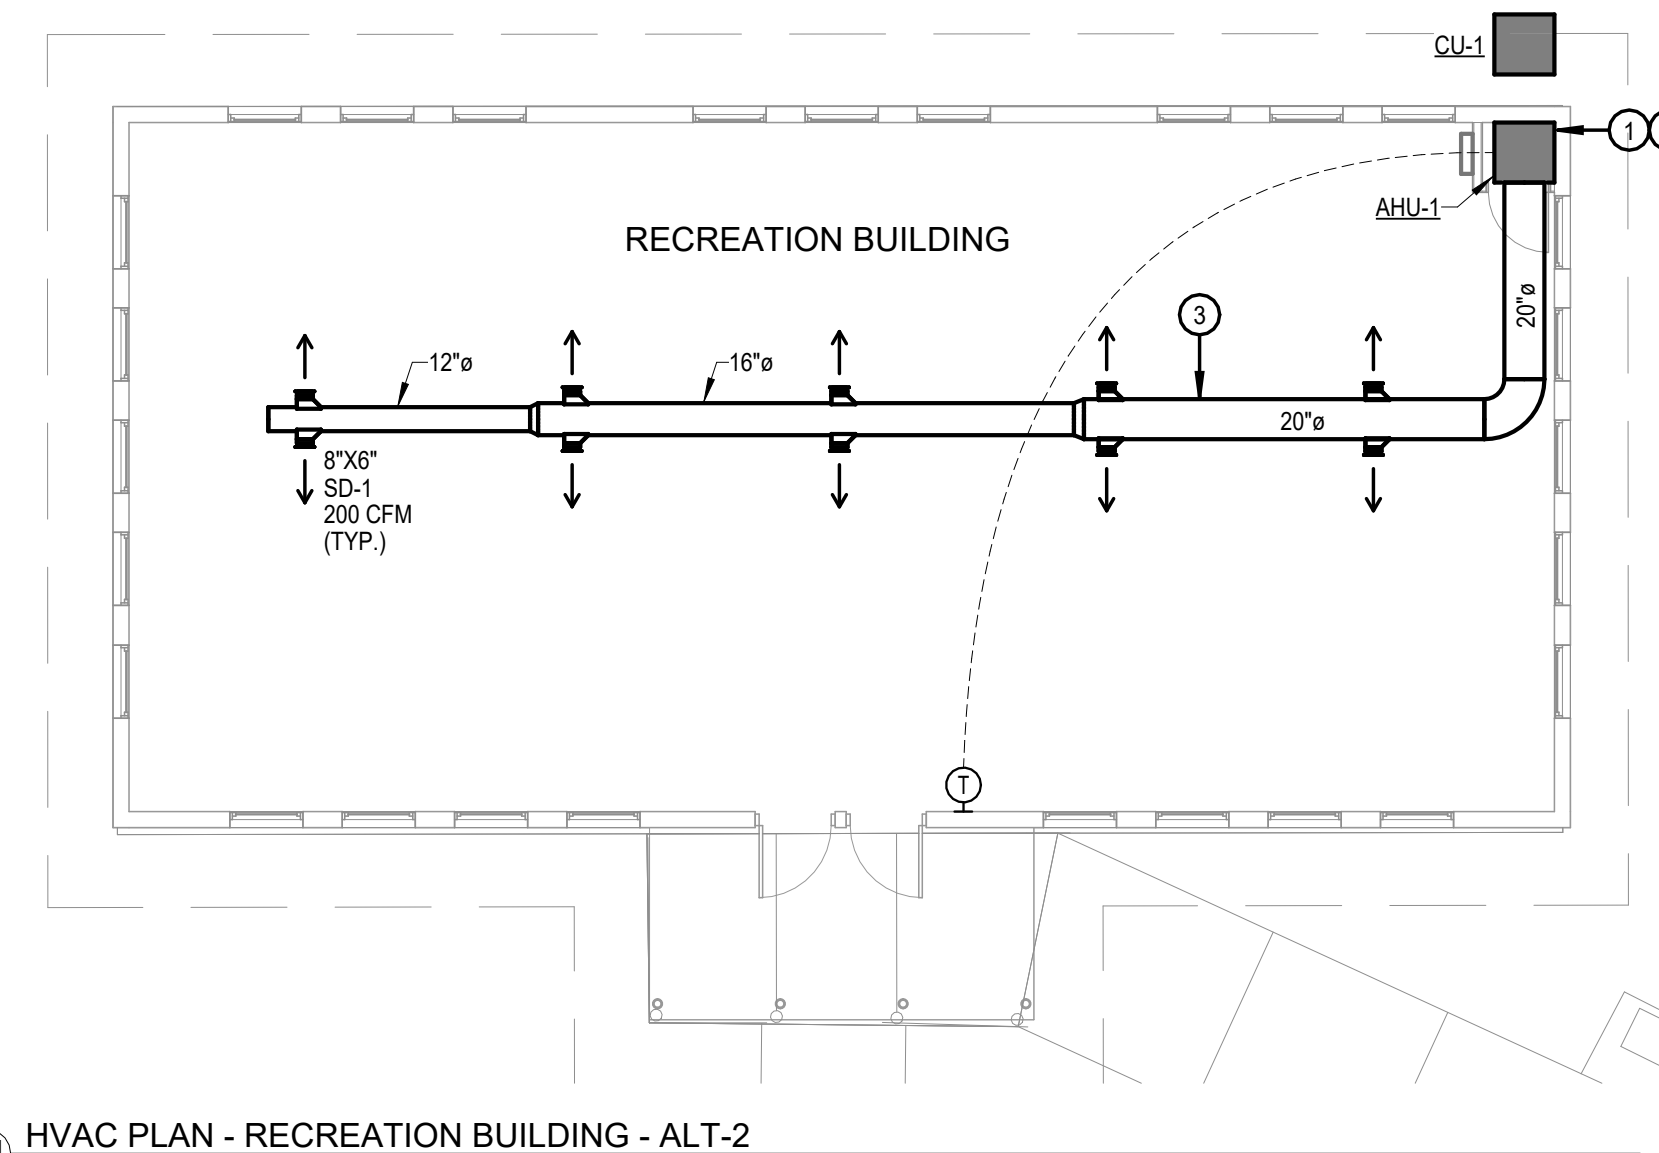 CU-1
1
AHU-1
RECREATION BUILDING
20"ø
3
12"ø
16"ø
20"ø
8"X6"
SD-1
200 CFM
(TYP.)
T
HVAC PLAN - RECREATION BUILDING - ALT-2